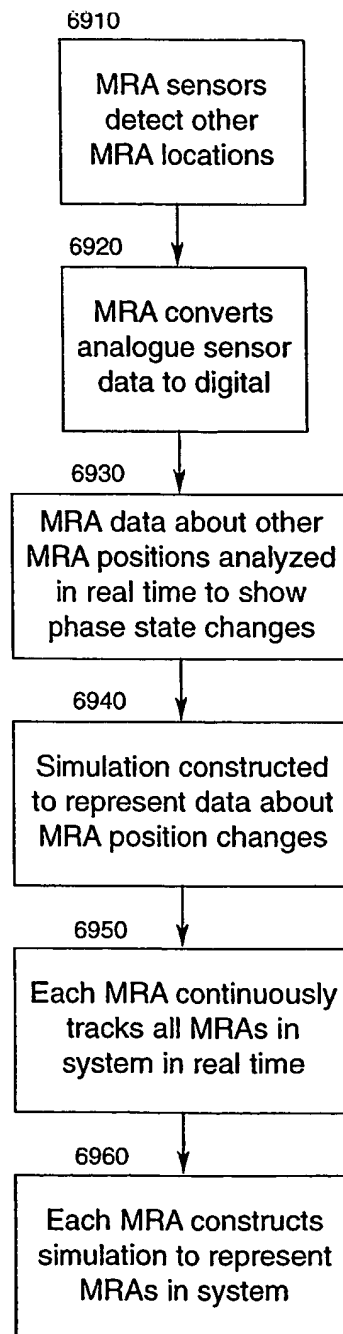 6910
MRA sensors
detect other
MRA locations
6920
MRA converts
analogue sensor
data to digital
6930
MRA data about other
MRA positions analyzed
in real time to show
phase state changes
6940
Simulation constructed
to represent data about
MRA position changes
6950
Each MRA continuously
tracks all MRAs in
system in real time
6960
Each MRA constructs
simulation to represent
MRAs in system